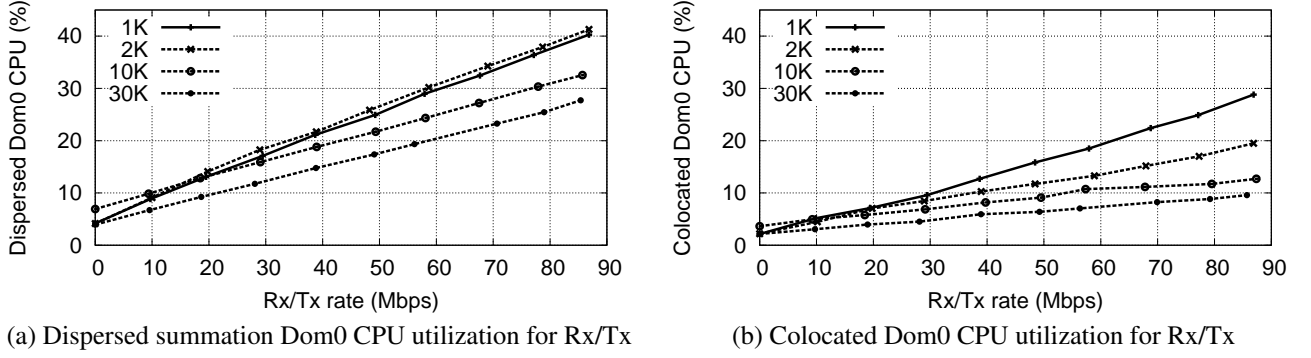 Dispersed Dom0 CPU (%)
40
30
20
10
0
1K
2K
10K
30K
0 10 20 30 40 50 60 70 80 90
Rx/Tx rate (Mbps)
(a) Dispersed summation Dom0 CPU utilization for Rx/Tx
Colocated Dom0 CPU (%)
40
30
20
10
0
1K
2K
10K
30K
0 10 20 30 40 50 60 70 80 90
Rx/Tx rate (Mbps)
(b) Colocated Dom0 CPU utilization for Rx/Tx